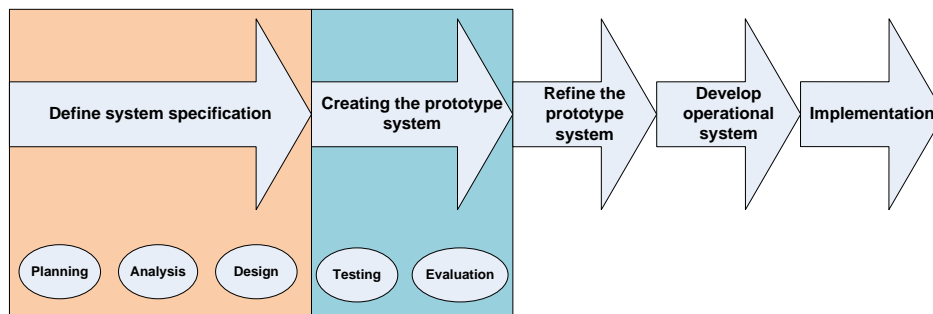 Define system specification
Creating the prototype
system
Refine the
prototype
system
Develop
operational
system
Implementation
Planning
Analysis
Design
Testing
Evaluation